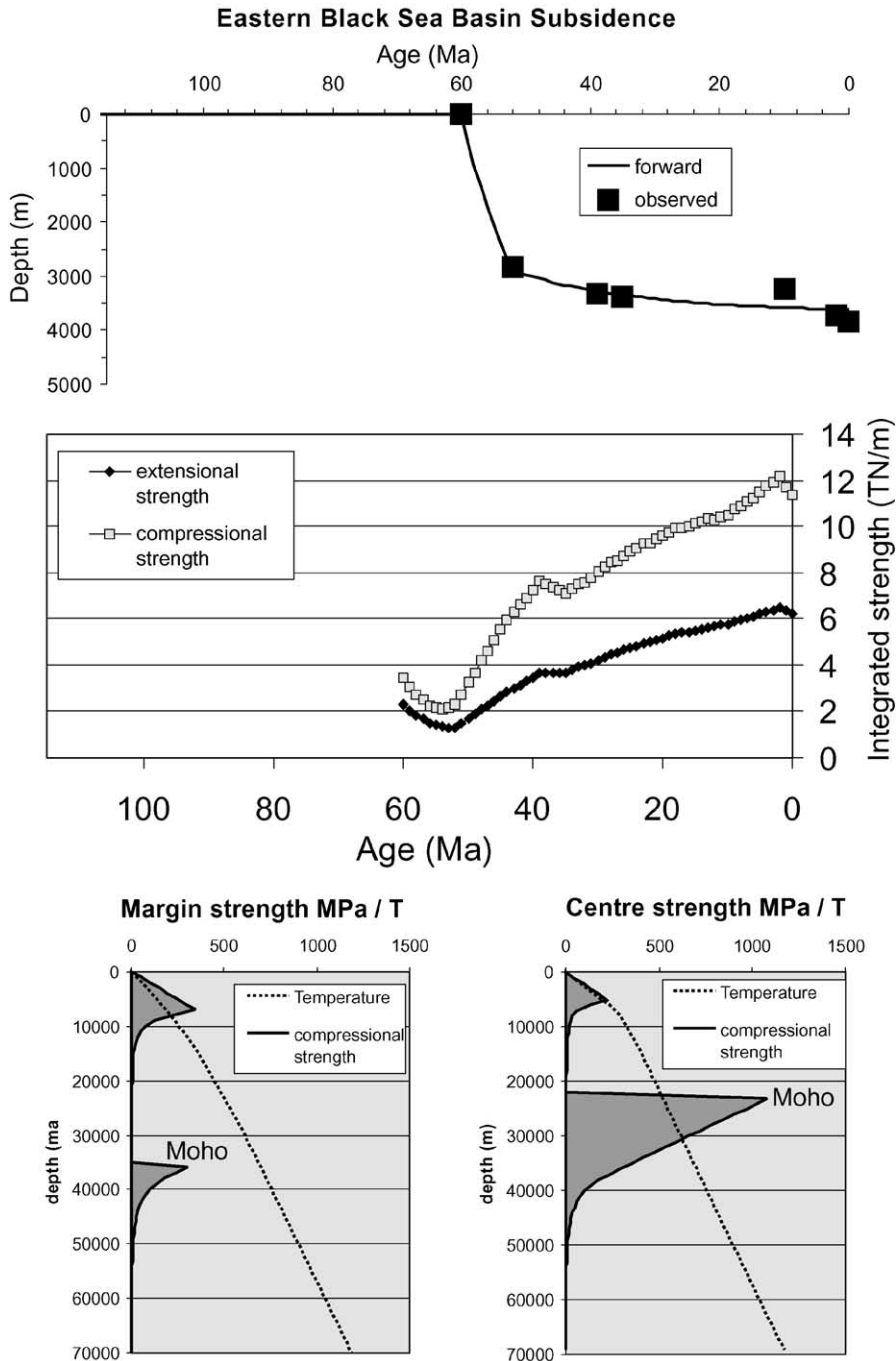 Eastern Black Sea Basin Subsidence
Age (Ma)
100 80 60 40 20 0
0
1000
2000
3000
4000
5000
Depth (m)
forward
observed
extensional
strength
compressional
strength
14
12
10
8
6
4
2
0
Integrated strength (TN/m)
100 80 60 40 20 0
Age (Ma)
Margin strength MPa / T
0 500 1000 1500
0
10000
20000
30000
40000
50000
60000
70000
depth (ma
Temperature
compressional
strength
Moho
Centre strength MPa / T
0 500 1000 1500
0
10000
20000
30000
40000
50000
60000
70000
depth (m)
Temperature
compressional
strength
Moho